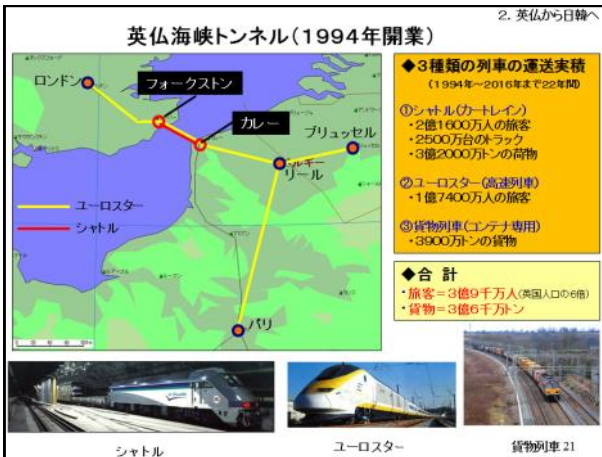 2. 英仏から日韓へ
英仏海峡トンネル(1994年開業)
ロンドン
フォークストン
カレー
ブリュッセル
リール
パリ
ユーロスター
シャトル
◆3種類の列車の運送実績
(1994年～2016年まで22年間)
①シャトル(カートレイン)
・2億1600万人の旅客
・2500万台のトラック
・3億2000万トンの荷物
②ユーロスター(高速列車)
・1億7400万人の旅客
③貨物列車(コンテナ専用)
・3900万トンの貨物
◆合計
・旅客=3億9千万人(英国人口の6倍)
・貨物=3億6千万トン
シャトル
ユーロスター
貨物列車 21